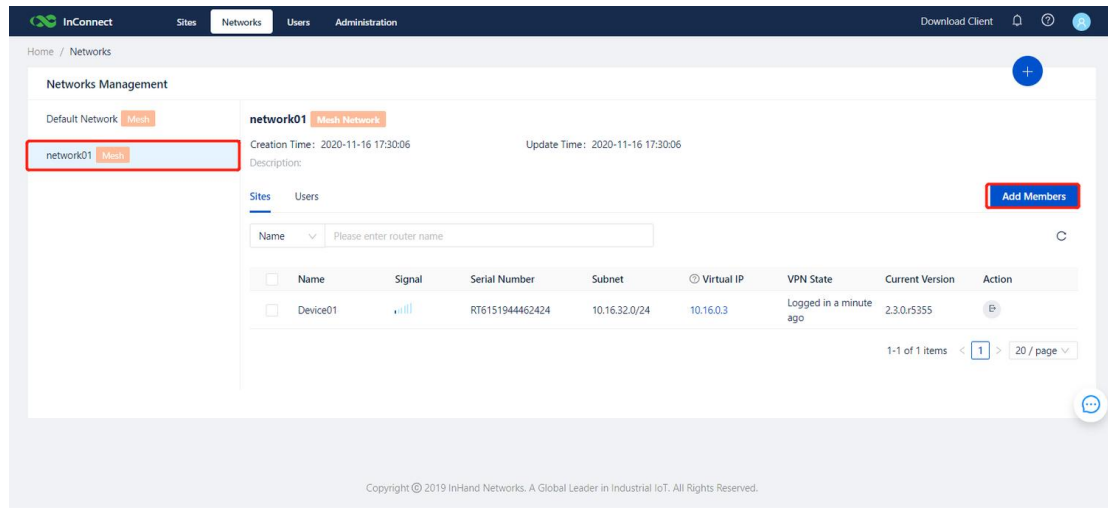 InConnect Sites Networks Users Administration Download Client
Home / Networks
Networks Management
Default Network Mesh
network01 Mesh
network01 Mesh Network
Creation Time: 2020-11-16 17:30:06 Update Time: 2020-11-16 17:30:06
Description:
Sites Users Add Members
Name Please enter router name
Name Signal Serial Number Subnet Virtual IP VPN State Current Version Action
Device01 RT6151944462424 10.16.32.0/24 10.16.0.3 Logged in a minute ago 2.3.0.r5355
1-1 of 1 items < 1 > 20 / page
Copyright © 2019 InHand Networks. A Global Leader in Industrial IoT. All Rights Reserved.